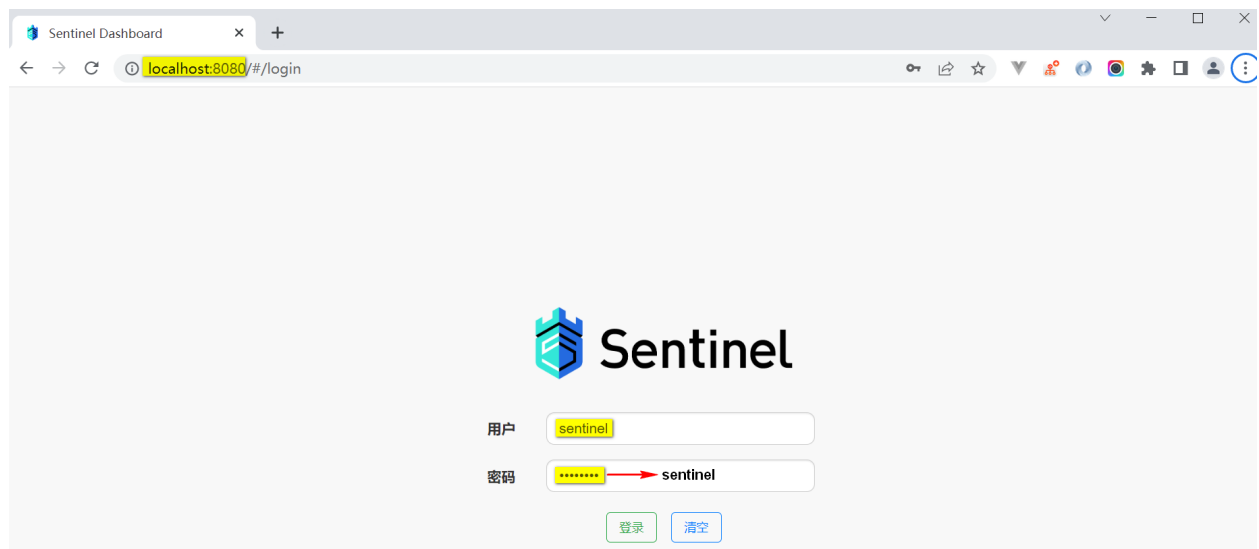 Sentinel Dashboard
localhost:8080/#/login
Sentinel
用户 sentinel
密码 •••••••• sentinel
登录 清空